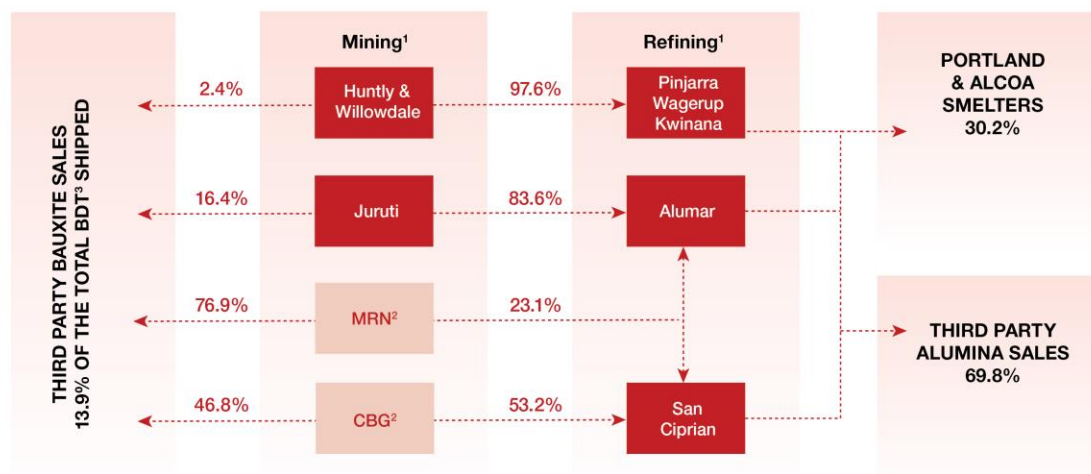 THIRD PARTY BAUXITE SALES
13.9% OF THE TOTAL BDT³ SHIPPED
Mining¹
Refining¹
2.4%
Huntly &
Willowdale
97.6%
Pinjarra
Wagerup
Kwinana
PORTLAND
& ALCOA
SMELTERS
30.2%
16.4%
Juruti
83.6%
Alumar
76.9%
MRN²
23.1%
THIRD PARTY
ALUMINA SALES
69.8%
46.8%
CBG²
53.2%
San
Ciprian